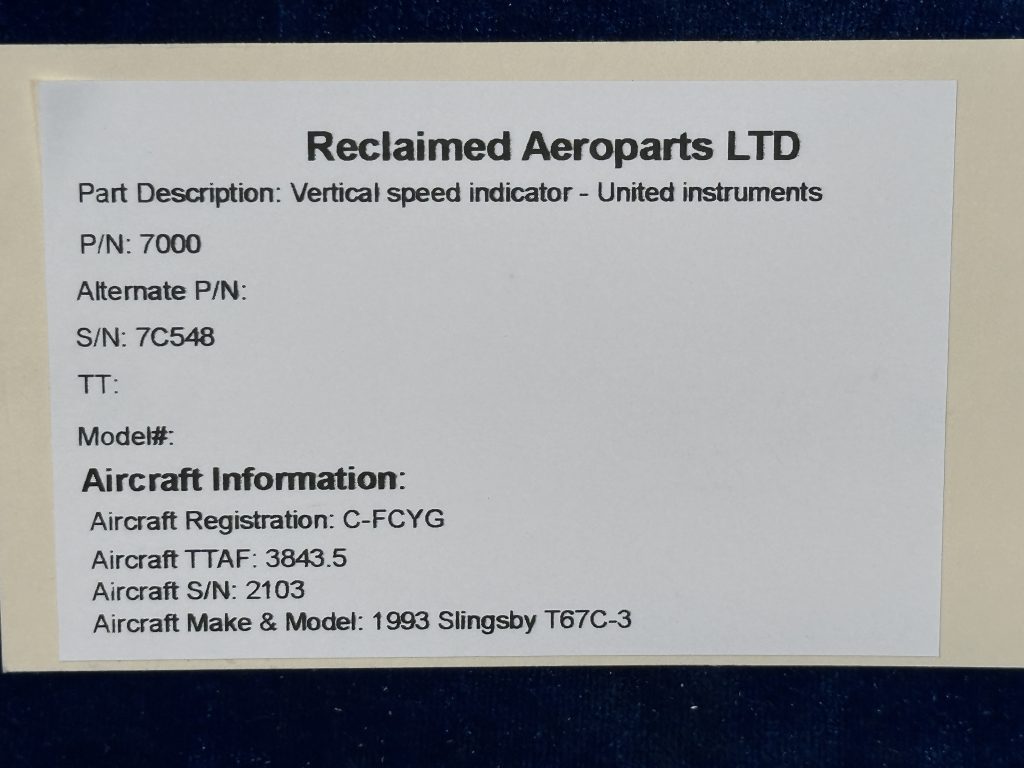 Reclaimed Aeroparts LTD
Part Description: Vertical speed indicator - United instruments
P/N: 7000
Alternate P/N:
S/N: 7C548
TT:
Model#:
Aircraft Information:
Aircraft Registration: C-FCYG
Aircraft TTAF: 3843.5
Aircraft S/N: 2103
Aircraft Make & Model: 1993 Slingsby T67C-3